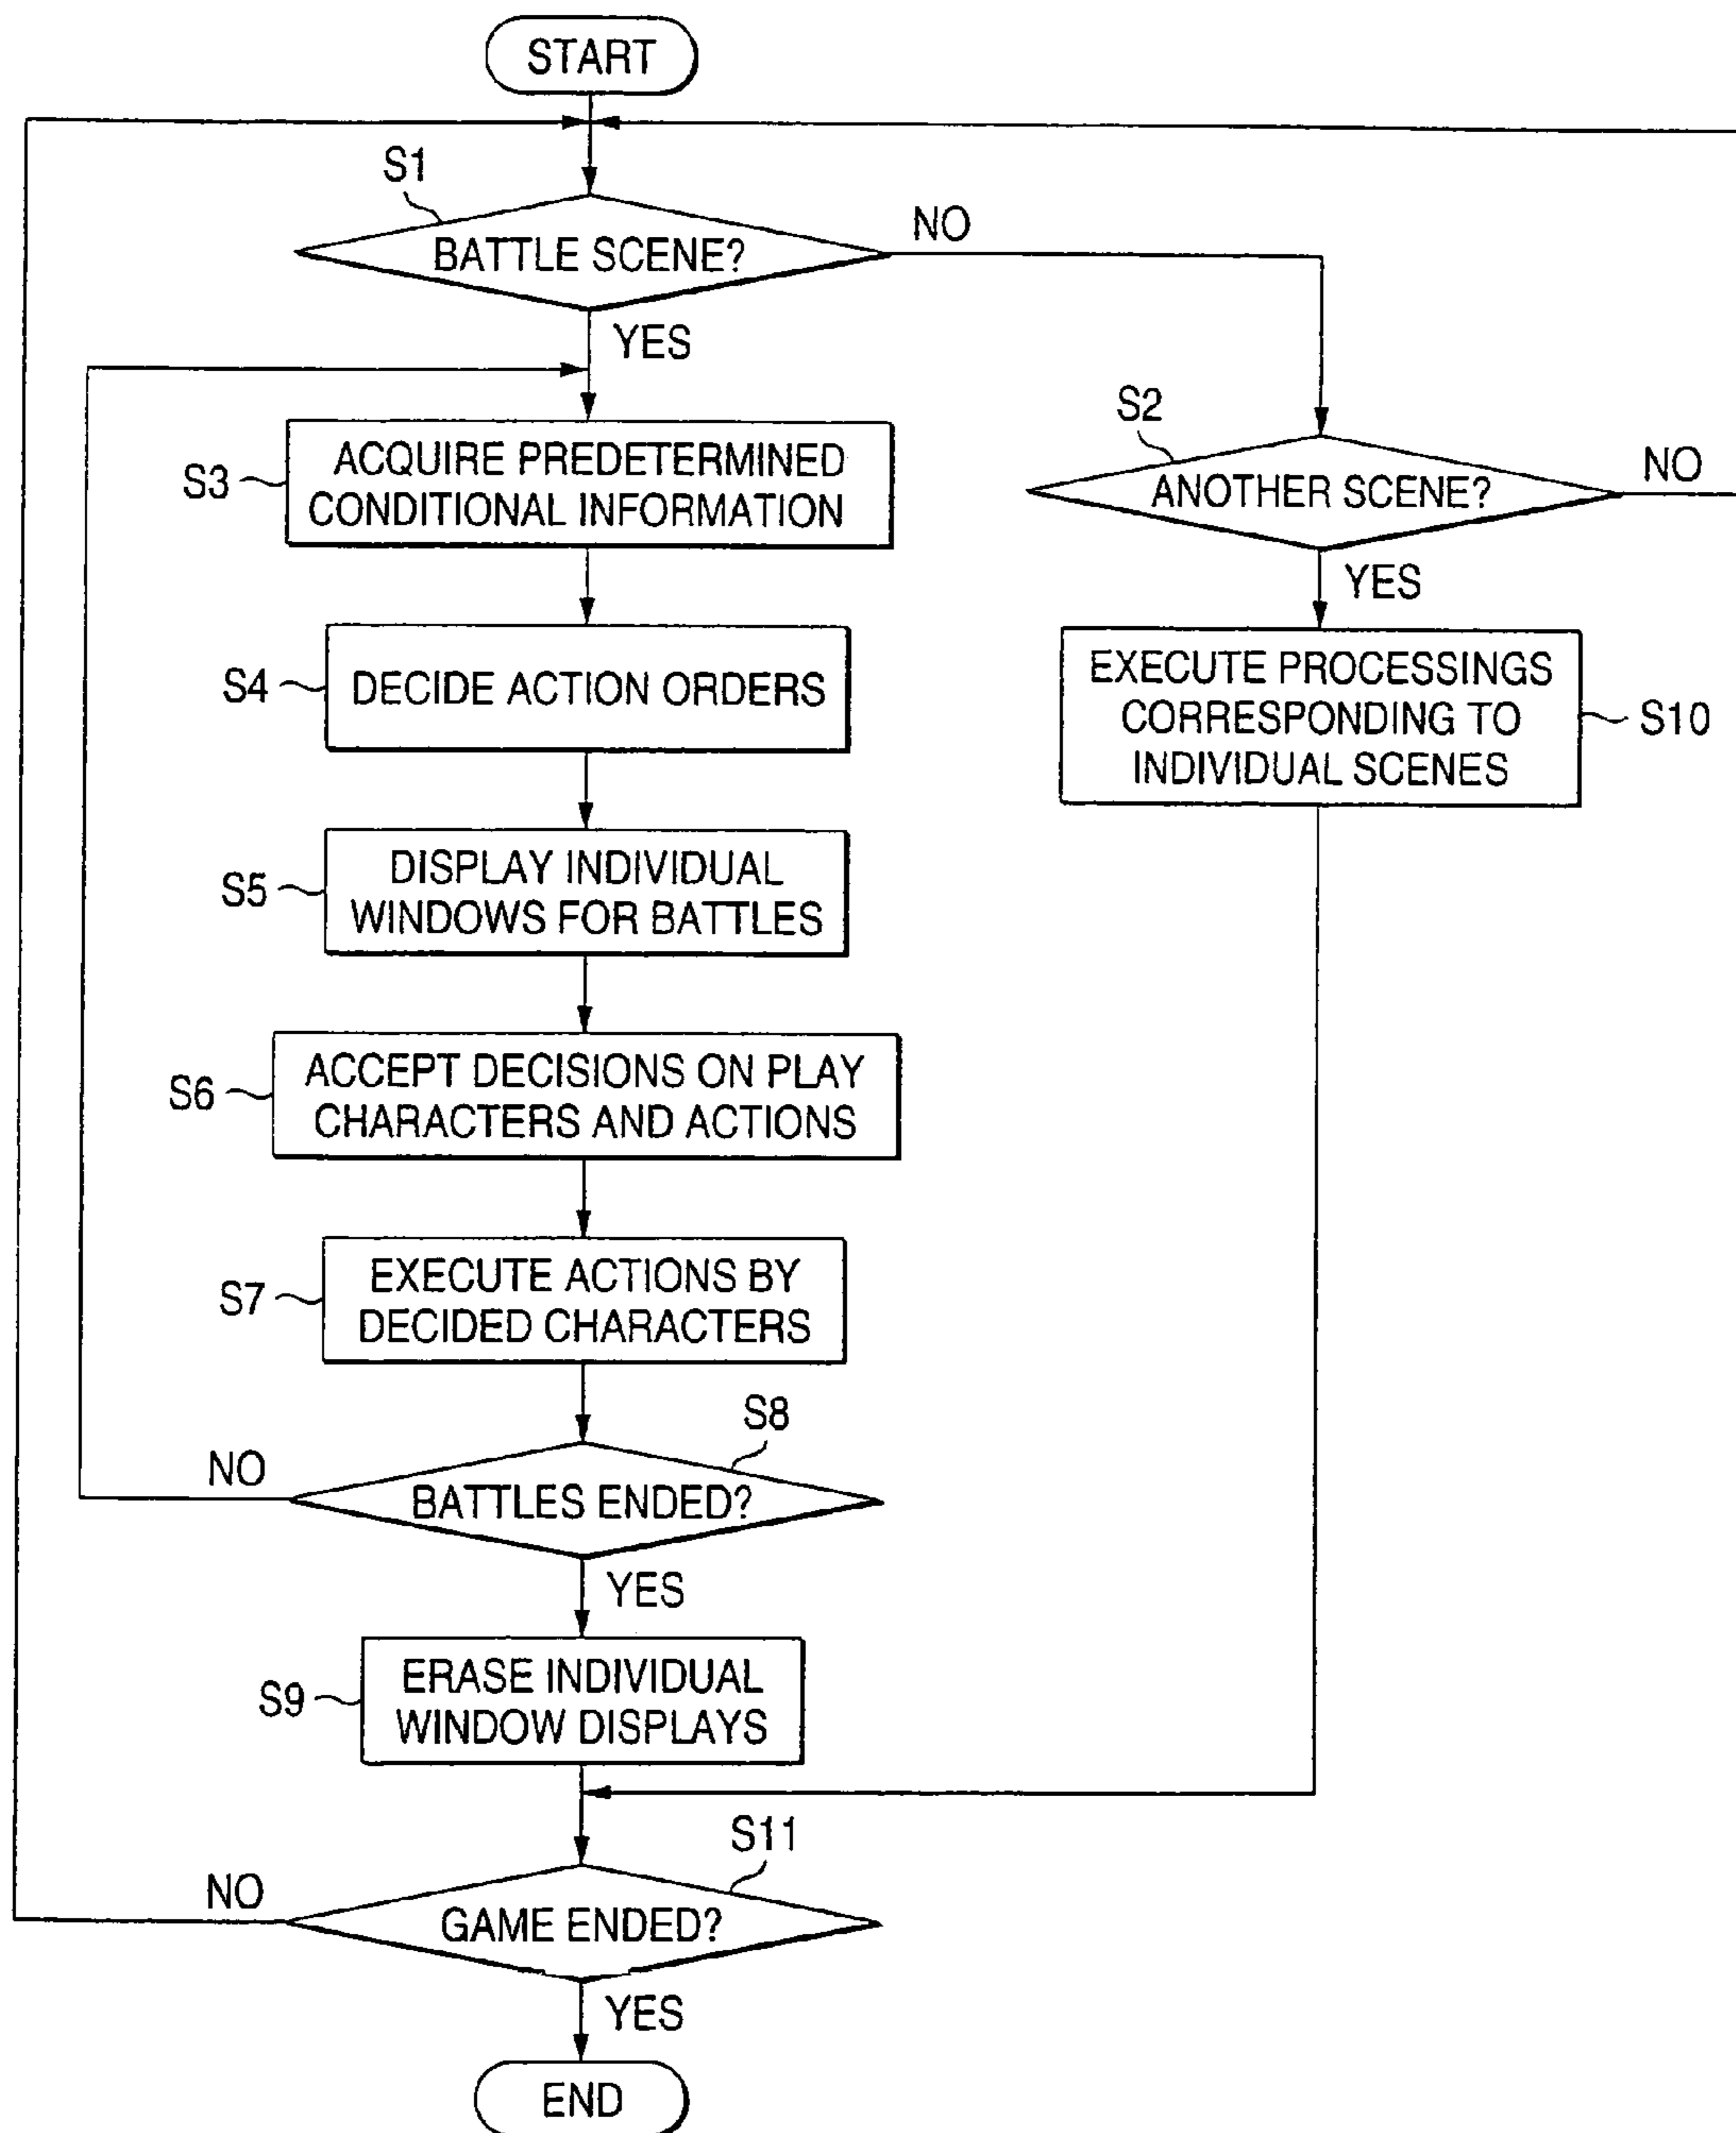 START
S1
BATTLE SCENE?
NO
YES
S2
ANOTHER SCENE?
NO
YES
S3
ACQUIRE PREDETERMINED
CONDITIONAL INFORMATION
S4
DECIDE ACTION ORDERS
EXECUTE PROCESSINGS
CORRESPONDING TO
INDIVIDUAL SCENES
S10
S5
DISPLAY INDIVIDUAL
WINDOWS FOR BATTLES
S6
ACCEPT DECISIONS ON PLAY
CHARACTERS AND ACTIONS
S7
EXECUTE ACTIONS BY
DECIDED CHARACTERS
S8
NO
BATTLES ENDED?
YES
S9
ERASE INDIVIDUAL
WINDOW DISPLAYS
S11
NO
GAME ENDED?
YES
END